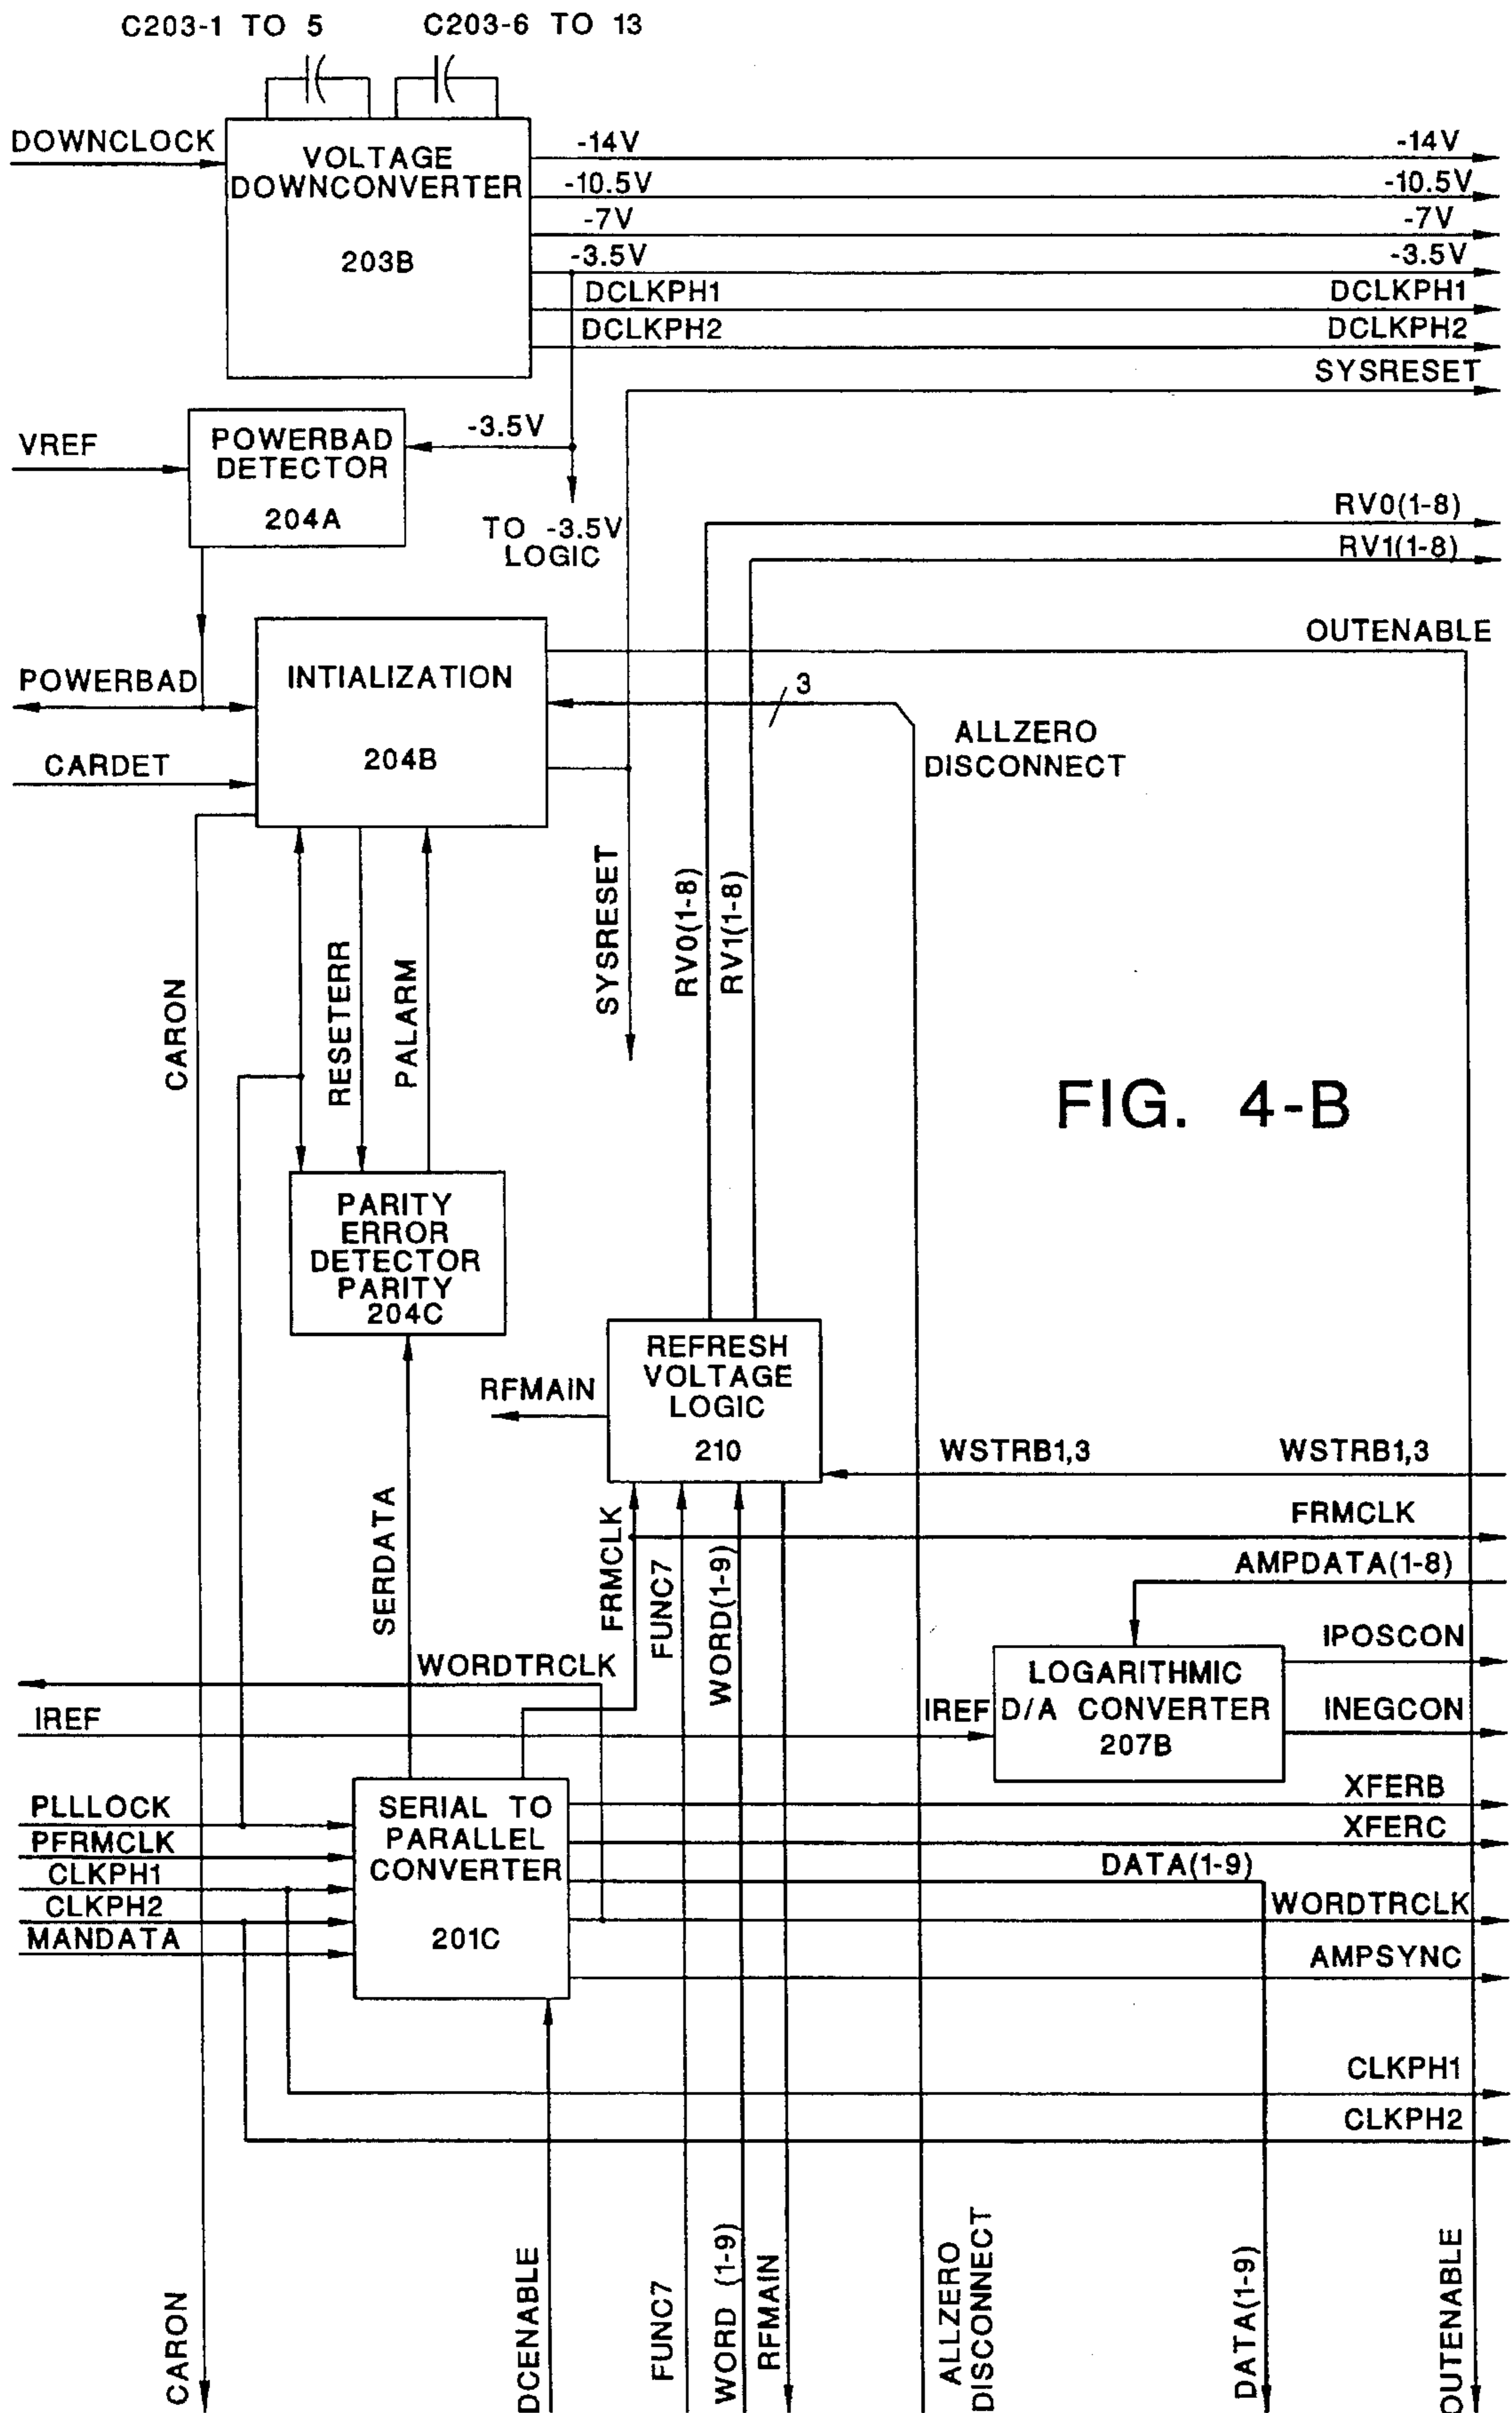 C203-1 TO 5
C203-6 TO 13
DOWNCLOCK
VOLTAGE
DOWNCONVERTER
203B
-14V
-14V
-10.5V
-10.5V
-7V
-7V
-3.5V
-3.5V
DCLKPH1
DCLKPH1
DCLKPH2
DCLKPH2
SYSRESET
VREF
POWERBAD
DETECTOR
204A
-3.5V
TO -3.5V
LOGIC
RV0(1-8)
RV1(1-8)
OUTENABLE
POWERBAD
INTIALIZATION
204B
3
ALLZERO
DISCONNECT
CARDET
CARON
RESETERR
PALARM
SYSRESET
RV0(1-8)
RV1(1-8)
FIG. 4-B
PARITY
ERROR
DETECTOR
PARITY
204C
REFRESH
VOLTAGE
LOGIC
210
RFMAIN
WSTRB1,3
WSTRB1,3
SERDATA
FRMCLK
FUNC7
WORD(1-9)
FRMCLK
AMPDATA(1-8)
WORDTRCLK
IREF
IREF
LOGARITHMIC
D/A CONVERTER
207B
IPOSCON
INEGCON
PLLLOCK
PFRMCLK
CLKPH1
CLKPH2
MANDATA
SERIAL TO
PARALLEL
CONVERTER
201C
XFERB
XFERC
DATA(1-9)
WORDTRCLK
AMPSYNC
CLKPH1
CLKPH2
CARON
DCENABLE
FUNC7
WORD (1-9)
RFMAIN
ALLZERO
DISCONNECT
DATA(1-9)
OUTENABLE